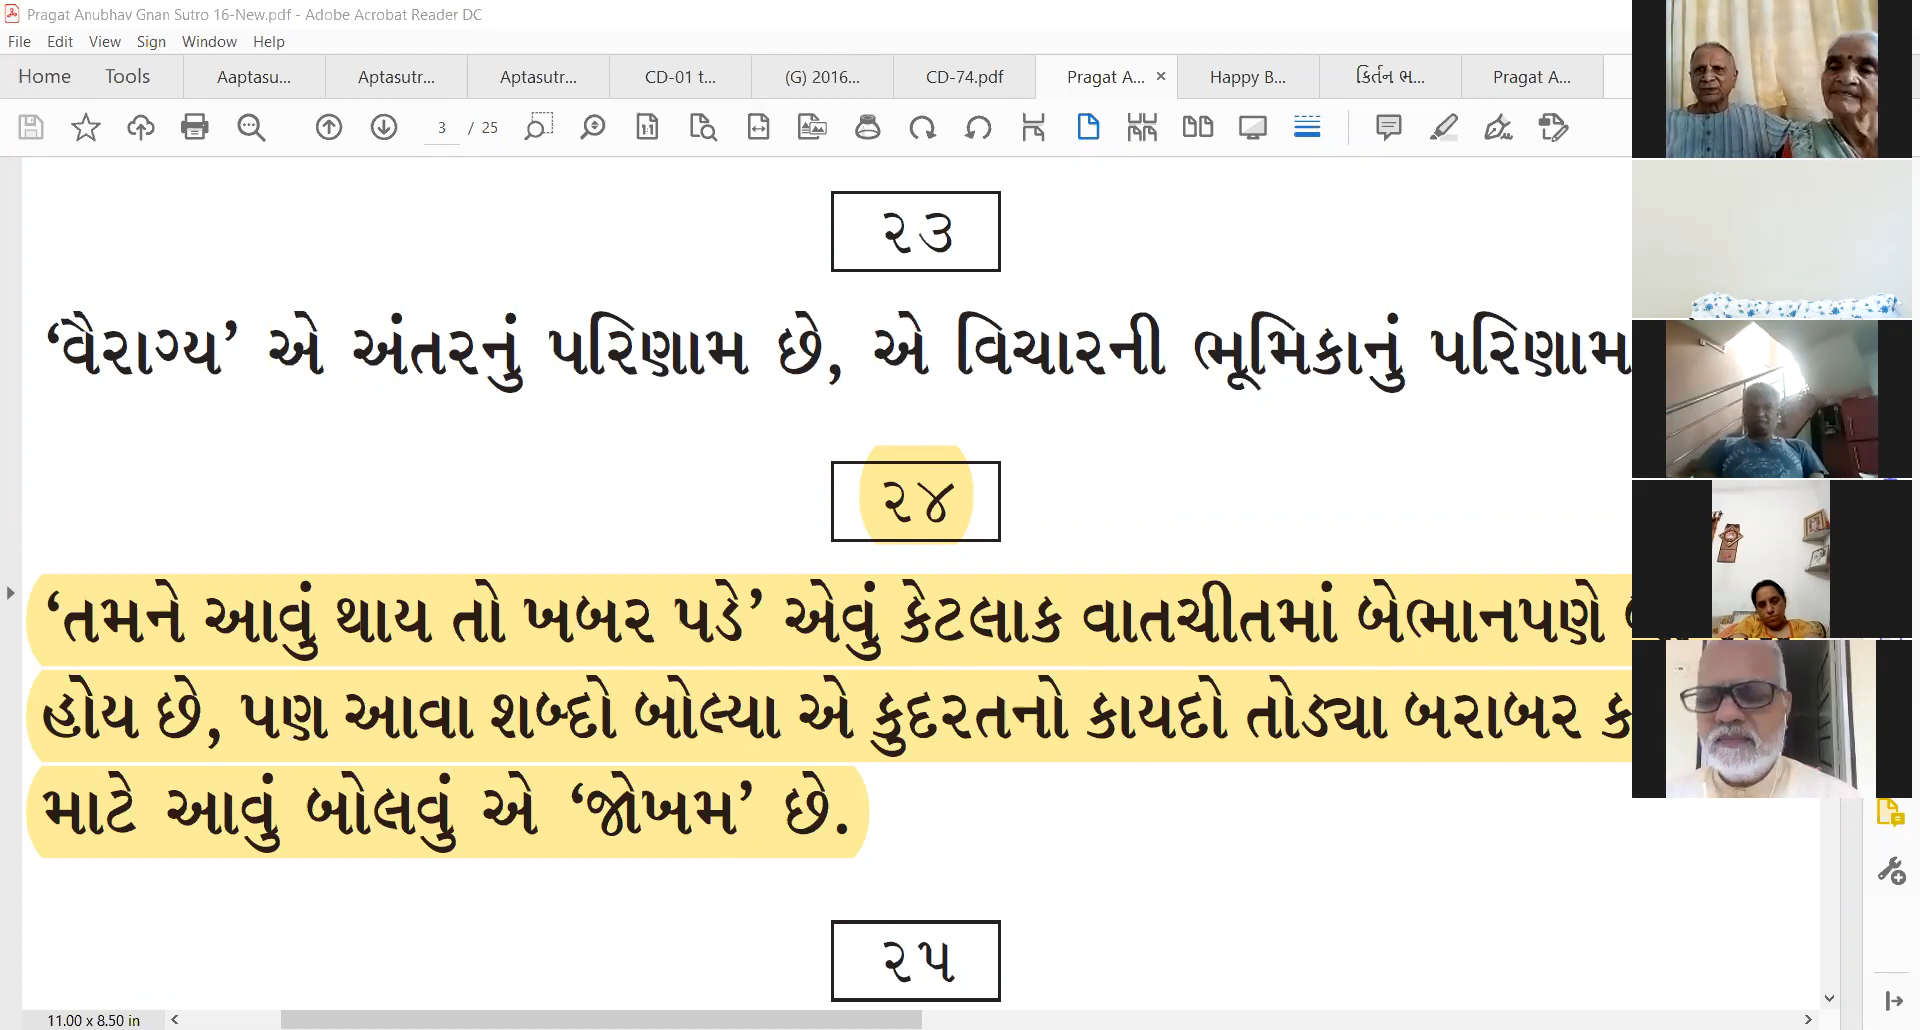 Pragat Anubhav Gnan Sutro 16-New.pdf - Adobe Acrobat Reader DC
File Edit View Sign Window Help
Home Tools Aaptasu... Aptasutr... Aptasutr... CD-01 t... (G) 2016... CD-74.pdf Pragat A... × Happy B... કિર્તન ભ... Pragat A...
3 / 25
૨૩
‘વૈરાગ્ય’ એ અંતરનું પરિણામ છે, એ વિચારની ભૂમિકાનું પરિણામ
૨૪
‘તમને આવું થાય તો ખબર પડે’ એવું કેટલાક વાતચીતમાં બેભાનપણે
હોય છે, પણ આવા શબ્દો બોલ્યા એ કુદરતનો કાયદો તોડ્યા બરાબર
માટે આવું બોલવું એ ‘જોખમ’ છે.
૨૫
11.00 x 8.50 in